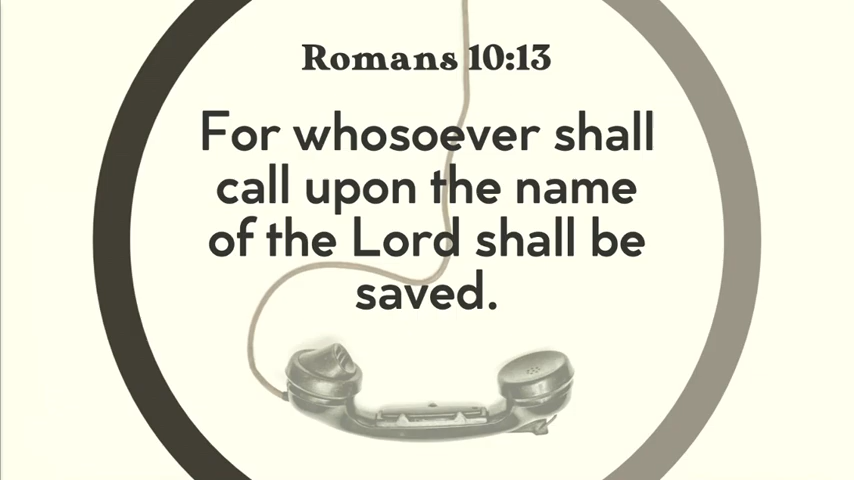 Romans 10:13
For whosoever shall
call upon the name
of the Lord shall be
saved.